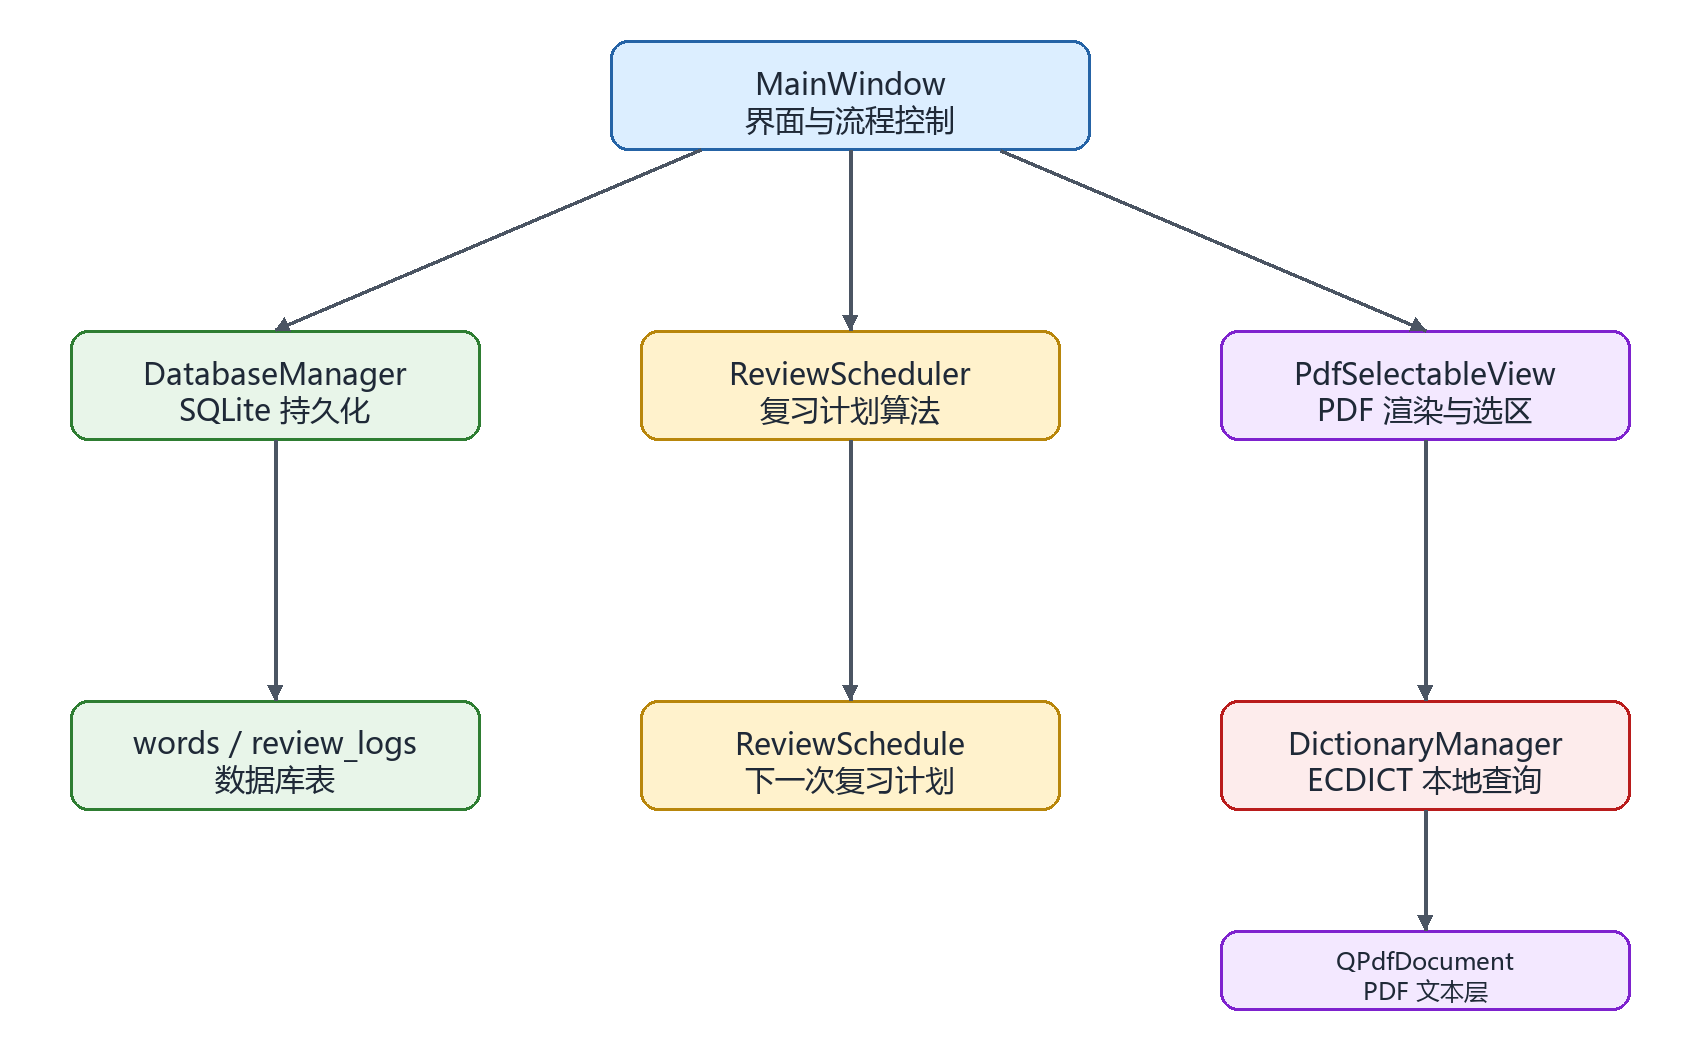 MainWindow
界面与流程控制
DatabaseManager
SQLite 持久化
ReviewScheduler
复习计划算法
PdfSelectableView
PDF 渲染与选区
words / review_logs
数据库表
ReviewSchedule
下一次复习计划
DictionaryManager
ECDICT 本地查询
QPdfDocument
PDF 文本层